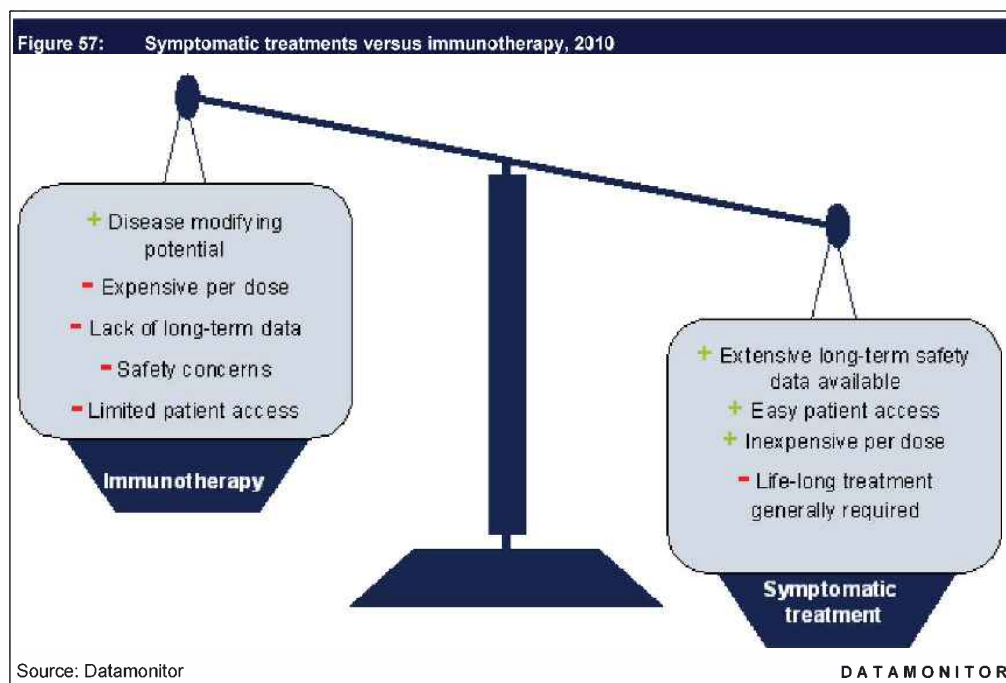 Figure 57: Symptomatic treatments versus immunotherapy, 2010
+ Disease modifying
potential
- Expensive per dose
- Lack of long-term data
- Safety concerns
- Limited patient access
Immunotherapy
+ Extensive long-term safety
data available
+ Easy patient access
+ Inexpensive per dose
- Life-long treatment
generally required
Symptomatic
treatment
Source: Datamonitor
DATAMONITOR